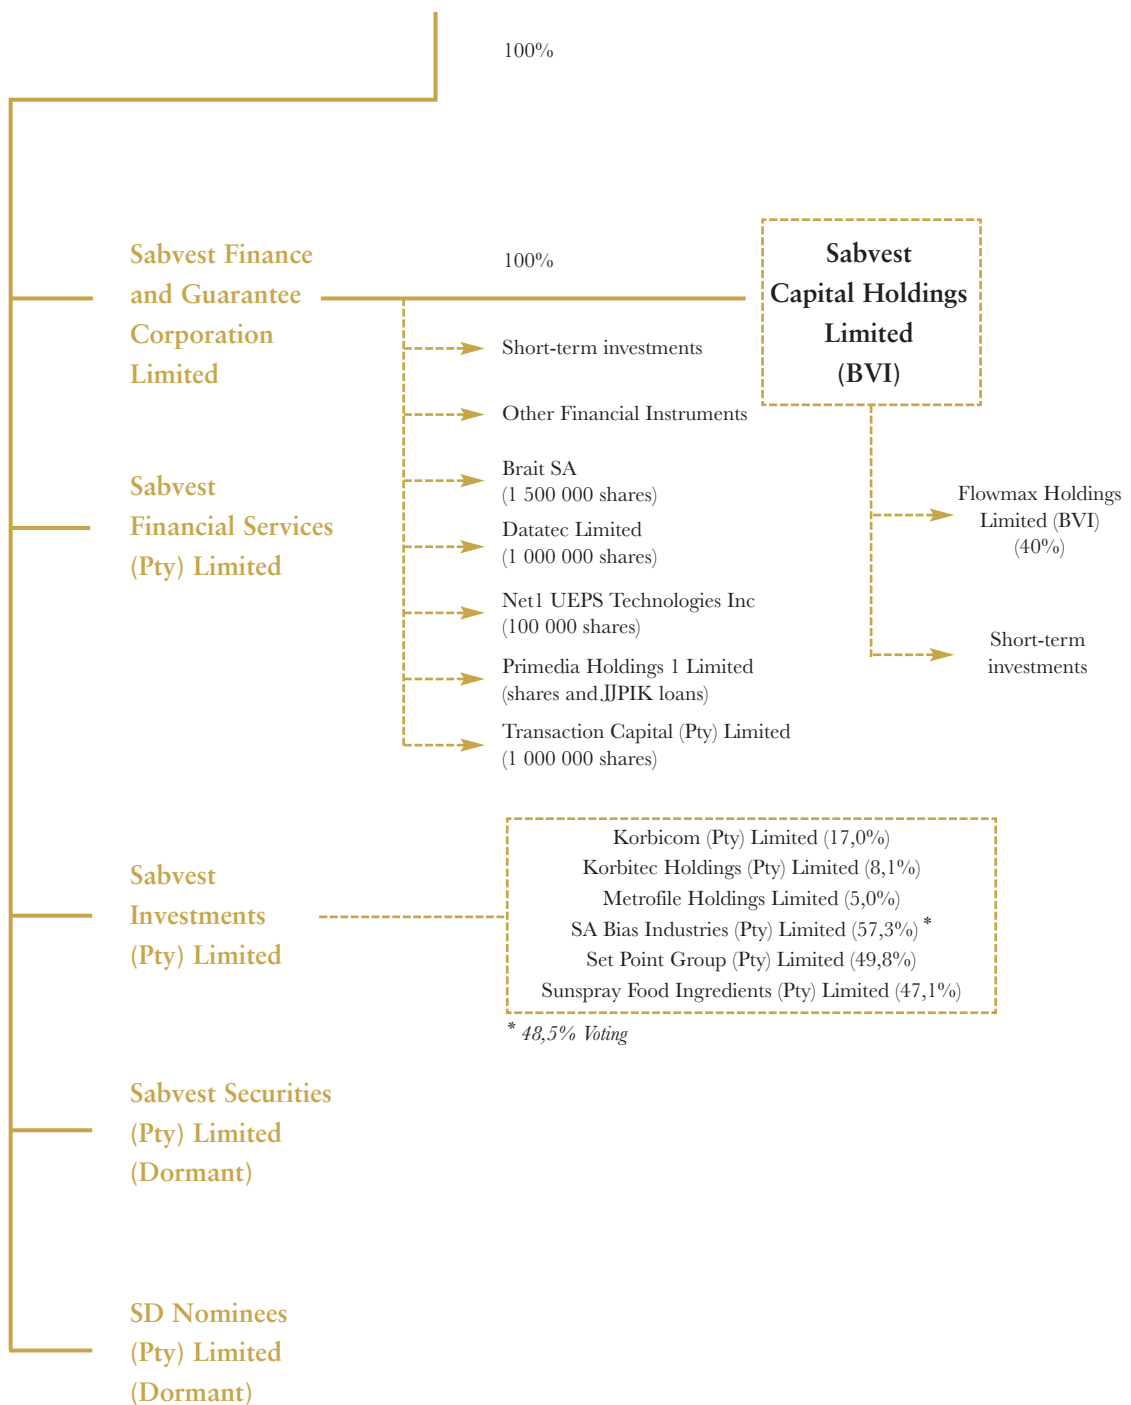 100%
Sabvest Finance
and Guarantee
Corporation
Limited
100%
Sabvest
Capital Holdings
Limited
(BVI)
Short-term investments
Other Financial Instruments
Brait SA
(1 500 000 shares)
Datatec Limited
(1 000 000 shares)
Net1 UEPS Technologies Inc
(100 000 shares)
Primedia Holdings 1 Limited
(shares and JJPIK loans)
Transaction Capital (Pty) Limited
(1 000 000 shares)
Flowmax Holdings
Limited (BVI)
(40%)
Short-term
investments
Sabvest
Financial Services
(Pty) Limited
Sabvest
Investments
(Pty) Limited
Korbicom (Pty) Limited (17,0%)
Korbitec Holdings (Pty) Limited (8,1%)
Metrofile Holdings Limited (5,0%)
SA Bias Industries (Pty) Limited (57,3%) *
Set Point Group (Pty) Limited (49,8%)
Sunspray Food Ingredients (Pty) Limited (47,1%)
* 48,5% Voting
Sabvest Securities
(Pty) Limited
(Dormant)
SD Nominees
(Pty) Limited
(Dormant)